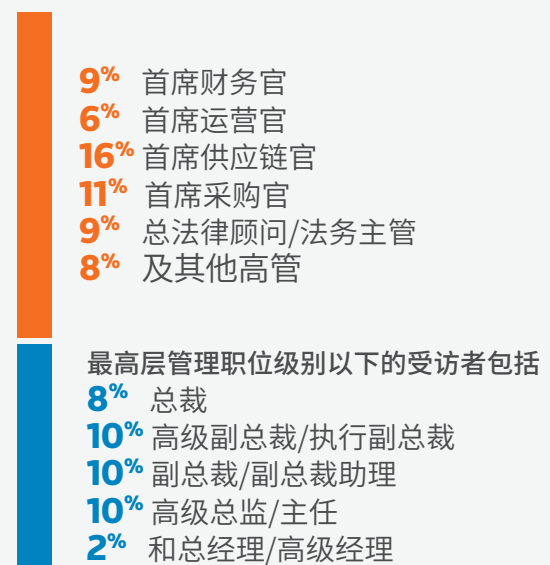 9% 首席财务官
6% 首席运营官
16% 首席供应链官
11% 首席采购官
9% 总法律顾问/法务主管
8% 及其他高管
最高层管理职位级别以下的受访者包括
8% 总裁
10% 高级副总裁/执行副总裁
10% 副总裁/副总裁助理
10% 高级总监/主任
2% 和总经理/高级经理